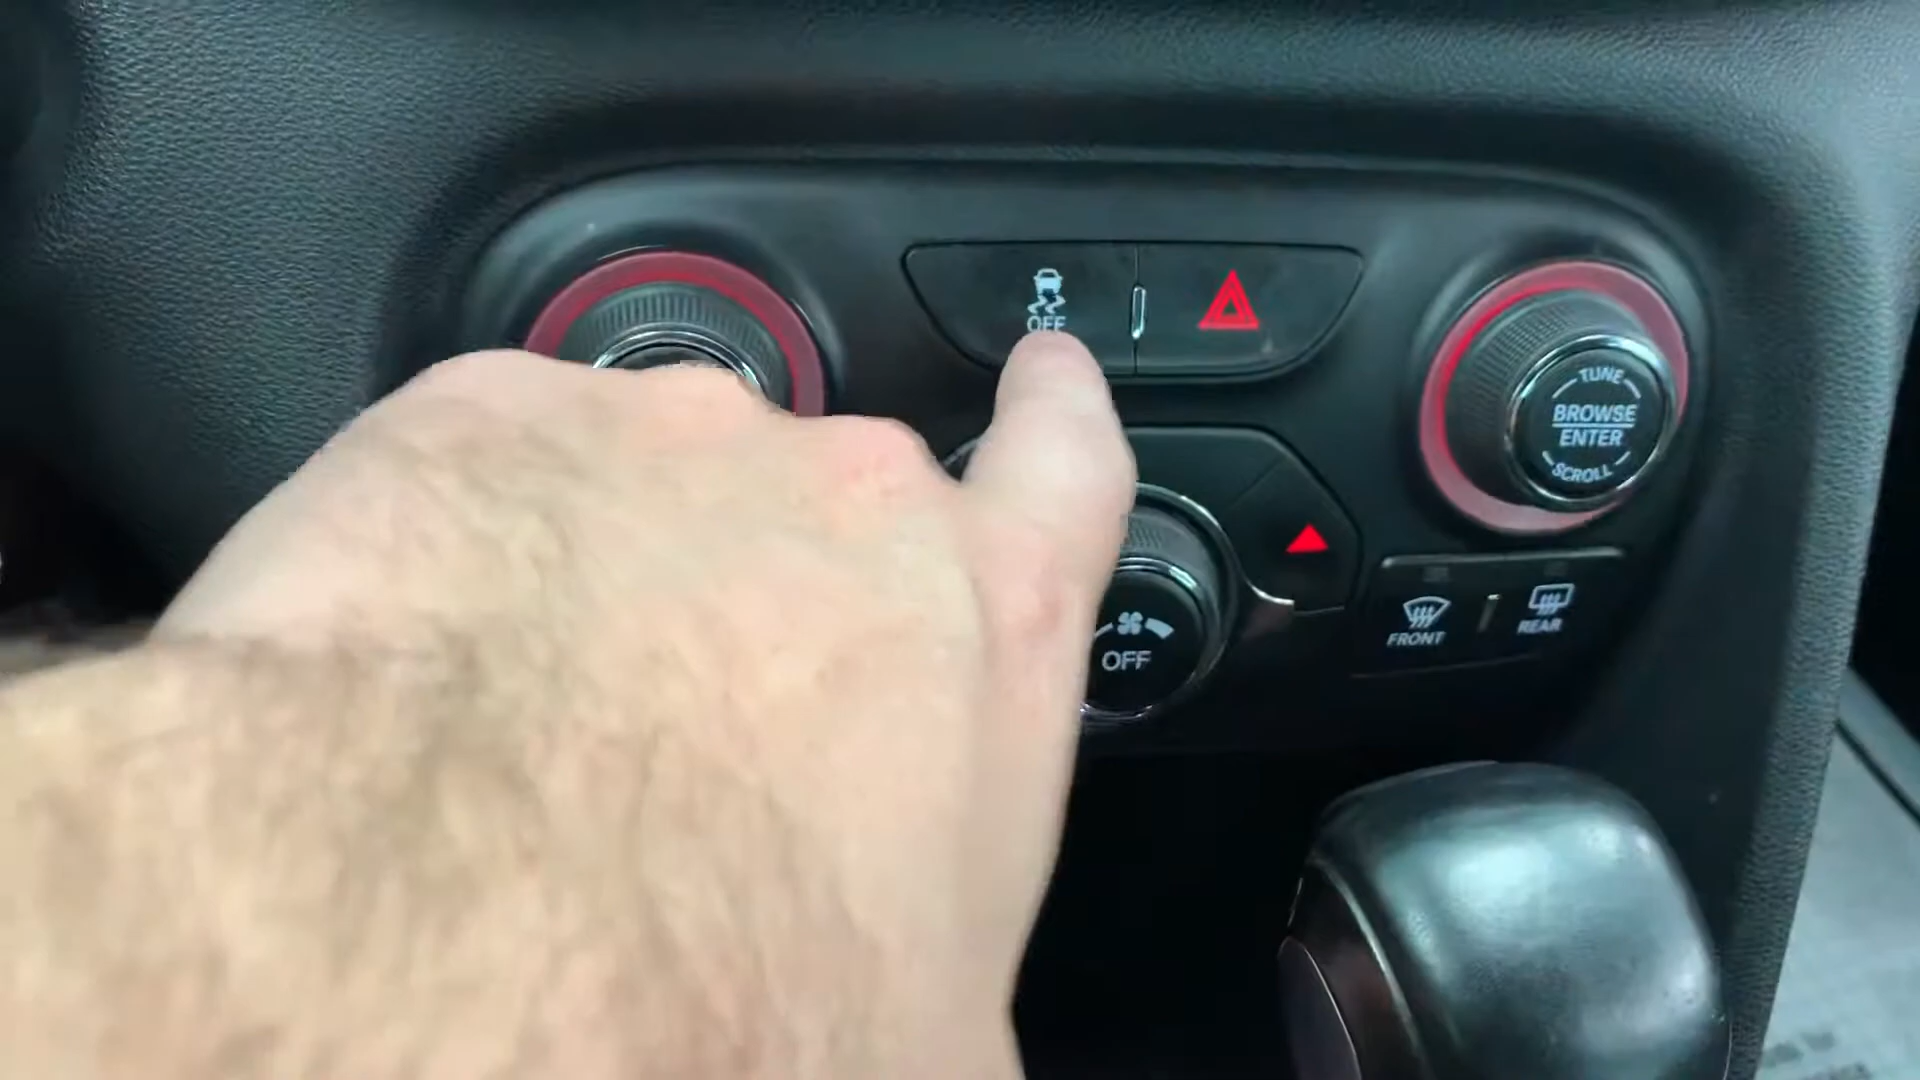 OFF
TUNE
BROWSE
ENTER
SCROLL
OFF
FRONT
REAR